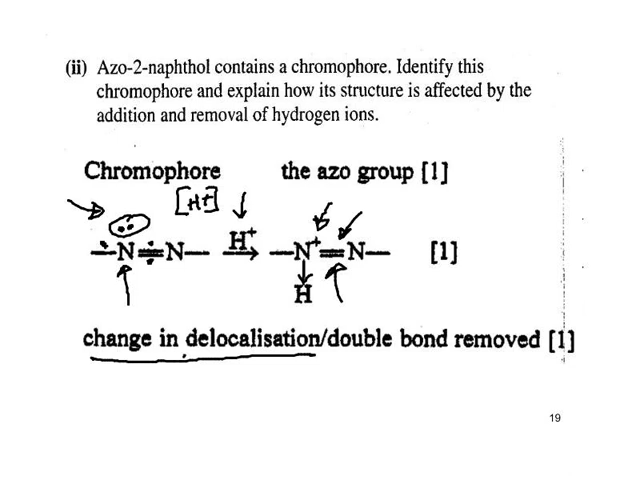 (ii) Azo-2-naphthol contains a chromophore. Identify this
chromophore and explain how its structure is affected by the
addition and removal of hydrogen ions.
Chromophore the azo group [1]
[H+]
—N=N— H⁺→ —N⁺=N— [1]
H
change in delocalisation/double bond removed [1]
19